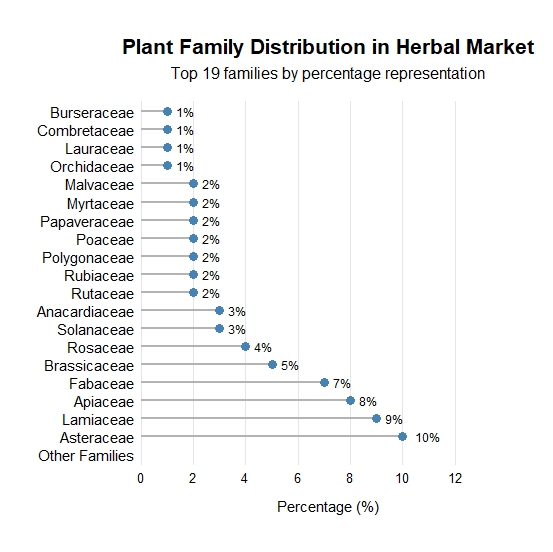 Plant Family Distribution in Herbal Market
Top 19 families by percentage representation
Burseraceae 1%
Combretaceae 1%
Lauraceae 1%
Orchidaceae 1%
Malvaceae 2%
Myrtaceae 2%
Papaveraceae 2%
Poaceae 2%
Polygonaceae 2%
Rubiaceae 2%
Rutaceae 2%
Anacardiaceae 3%
Solanaceae 3%
Rosaceae 4%
Brassicaceae 5%
Fabaceae 7%
Apiaceae 8%
Lamiaceae 9%
Asteraceae 10%
Other Families
0 2 4 6 8 10 12
Percentage (%)